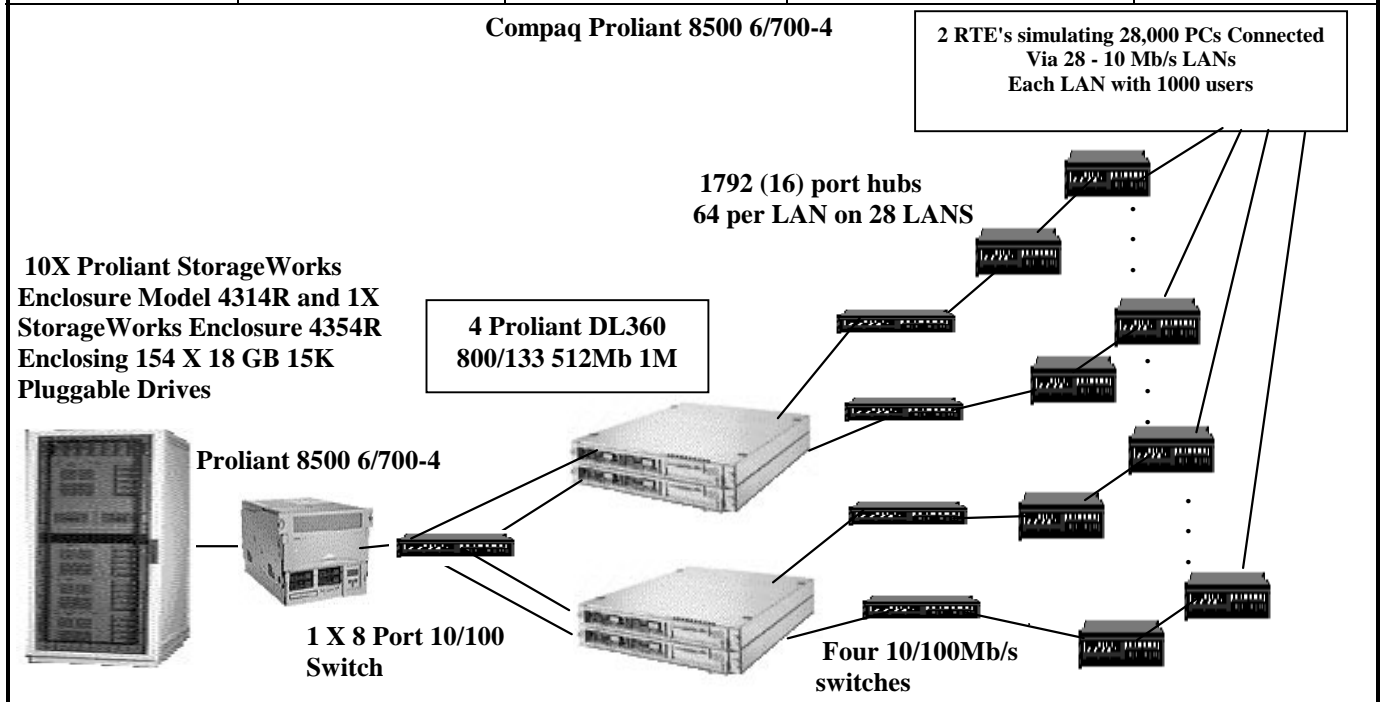 Compaq Proliant 8500 6/700-4
2 RTE's simulating 28,000 PCs Connected
Via 28 - 10 Mb/s LANs
Each LAN with 1000 users
1792 (16) port hubs
64 per LAN on 28 LANS
10X Proliant StorageWorks
Enclosure Model 4314R and 1X
StorageWorks Enclosure 4354R
Enclosing 154 X 18 GB 15K
Pluggable Drives
4 Proliant DL360
800/133 512Mb 1M
Proliant 8500 6/700-4
1 X 8 Port 10/100
Switch
Four 10/100Mb/s
switches